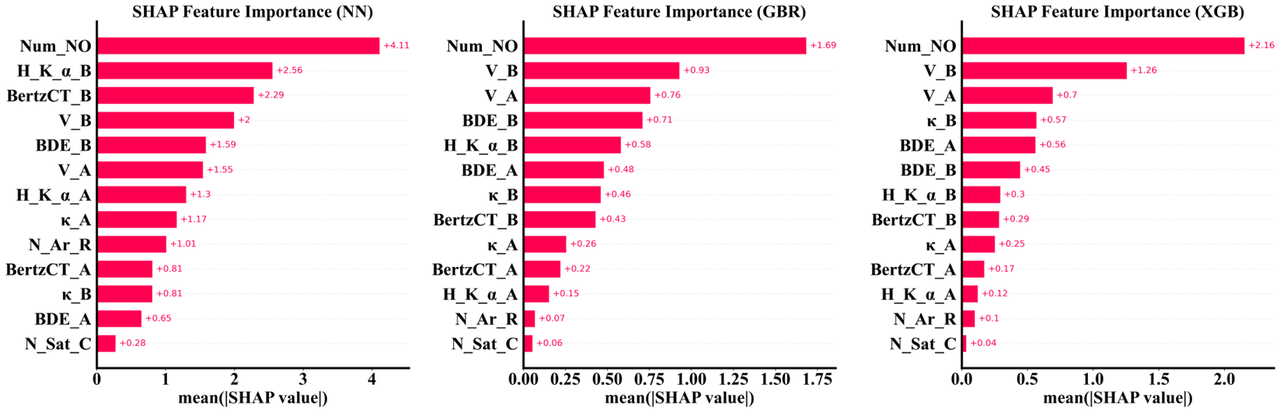 SHAP Feature Importance (NN)
Num_NO +4.11
H_K_α_B +2.56
BertzCT_B +2.29
V_B +2
BDE_B +1.59
V_A +1.55
H_K_α_A +1.3
κ_A +1.17
N_Ar_R +1.01
BertzCT_A +0.81
κ_B +0.81
BDE_A +0.65
N_Sat_C +0.28
0 1 2 3 4
mean(|SHAP value|)
SHAP Feature Importance (GBR)
Num_NO +1.69
V_B +0.93
V_A +0.76
BDE_B +0.71
H_K_α_B +0.58
BDE_A +0.48
κ_B +0.46
BertzCT_B +0.43
κ_A +0.26
BertzCT_A +0.22
H_K_α_A +0.15
N_Ar_R +0.07
N_Sat_C +0.06
0.00 0.25 0.50 0.75 1.00 1.25 1.50 1.75
mean(|SHAP value|)
SHAP Feature Importance (XGB)
Num_NO +2.16
V_B +1.26
V_A +0.7
κ_B +0.57
BDE_A +0.56
BDE_B +0.45
H_K_α_B +0.3
BertzCT_B +0.29
κ_A +0.25
BertzCT_A +0.17
H_K_α_A +0.12
N_Ar_R +0.1
N_Sat_C +0.04
0.0 0.5 1.0 1.5 2.0
mean(|SHAP value|)